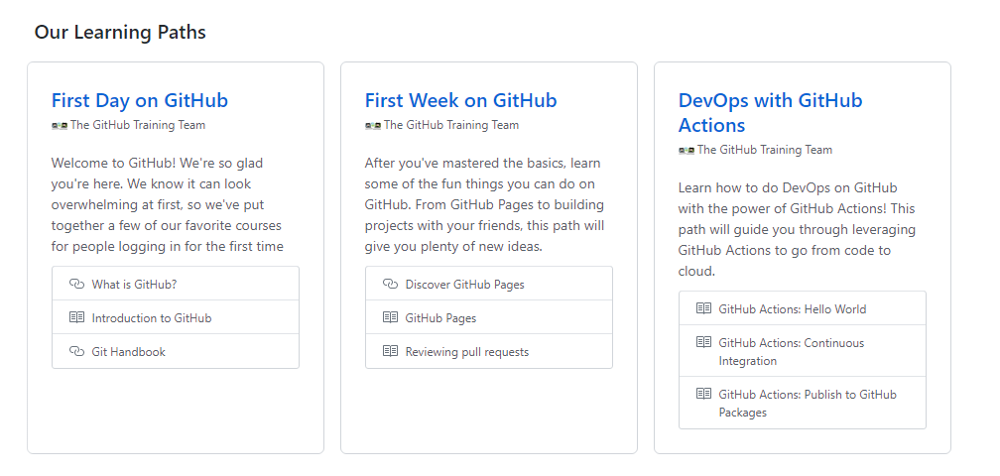 Our Learning Paths
First Day on GitHub
The GitHub Training Team
Welcome to GitHub! We're so glad
you're here. We know it can look
overwhelming at first, so we've put
together a few of our favorite courses
for people logging in for the first time
What is GitHub?
Introduction to GitHub
Git Handbook
First Week on GitHub
The GitHub Training Team
After you've mastered the basics, learn
some of the fun things you can do on
GitHub. From GitHub Pages to building
projects with your friends, this path will
give you plenty of new ideas.
Discover GitHub Pages
GitHub Pages
Reviewing pull requests
DevOps with GitHub
Actions
The GitHub Training Team
Learn how to do DevOps on GitHub
with the power of GitHub Actions! This
path will guide you through leveraging
GitHub Actions to go from code to
cloud.
GitHub Actions: Hello World
GitHub Actions: Continuous
Integration
GitHub Actions: Publish to GitHub
Packages